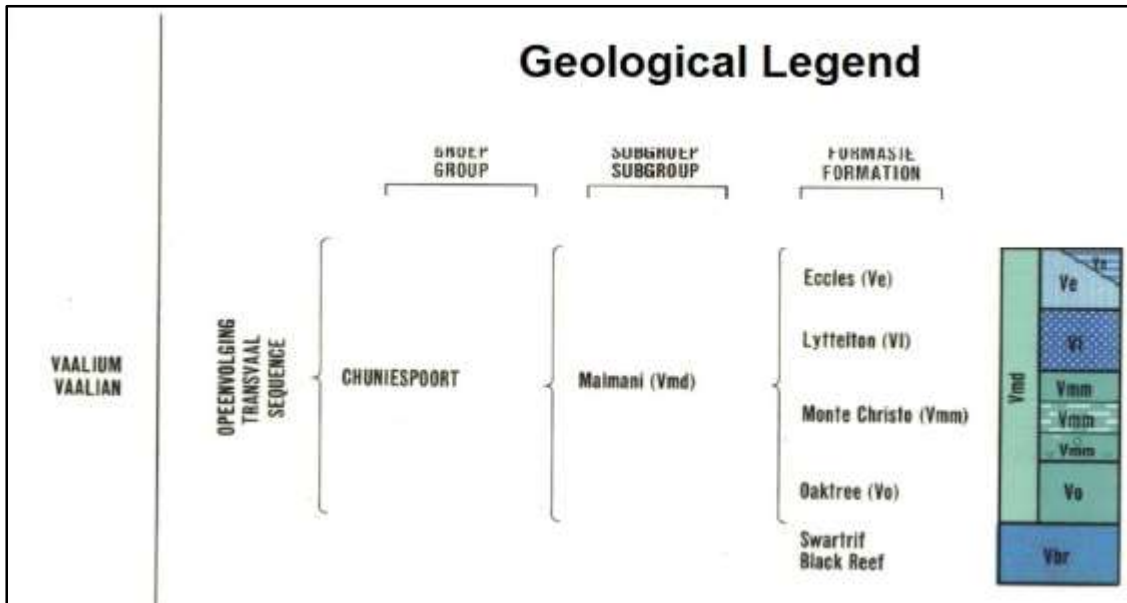 Geological Legend
GROEP
GROUP
SUBGROEP
SUBGROUP
FORMASIE
FORMATION
VAALIUM
VAALIAN
OPEENVOLGING
TRANSVAAL
SEQUENCE
CHUNIESPOORT
Malmani (Vmd)
Eccles (Ve)
Lyttelton (Vl)
Monte Christo (Vmm)
Oaktree (Vo)
Swartrif
Black Reef
Vmd
Ve
Vl
Vmm
Vmm
Vmm
Vo
Vbr